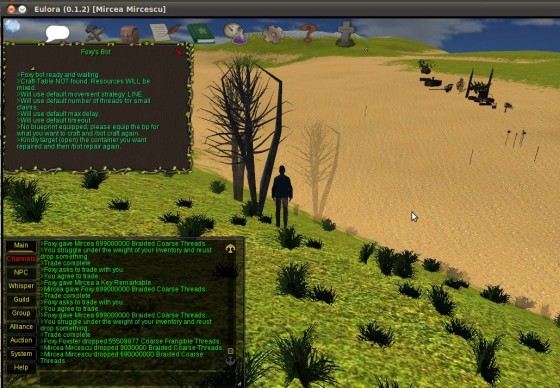 Eulora (0.1.2) [Mircea Mircescu]
Foxy's Bot
>Foxy bot ready and waiting
>Craft-Table NOT found. Resources WILL be
mixed.
>Will use default movement strategy: LINE
>Will use default number of threads for small
claims.
>Will use default max delay.
>Will use default timeout.
>No blueprint equipped, please equip the bp for
what you want to craft and /bot craft again.
>Kindly target (open) the container you want
repaired and then /bot repair again.
Main
Channels
NPC
Whisper
Guild
Group
Alliance
Auction
System
Help
>Foxy gave Mircea 699000000 Braided Coarse Threads.
>You struggle under the weight of your inventory and must
drop something.
>Trade complete
>Foxy asks to trade with you.
>You agree to trade
>Foxy gave Mircea a Key Remarkable
>Mircea gave Foxy 699000000 Braided Coarse Threads.
>Trade complete
>Foxy asks to trade with you.
>You agree to trade
>Foxy gave Mircea 699000000 Braided Coarse Threads.
>You struggle under the weight of your inventory and must
drop something.
>Trade complete
>Foxy Foxster dropped 55509877 Coarse Frangible Threads.
>Mircea Mircescu dropped 9000000 Braided Coarse Threads.
>Mircea Mircescu dropped 690000000 Braided Coarse
Threads.